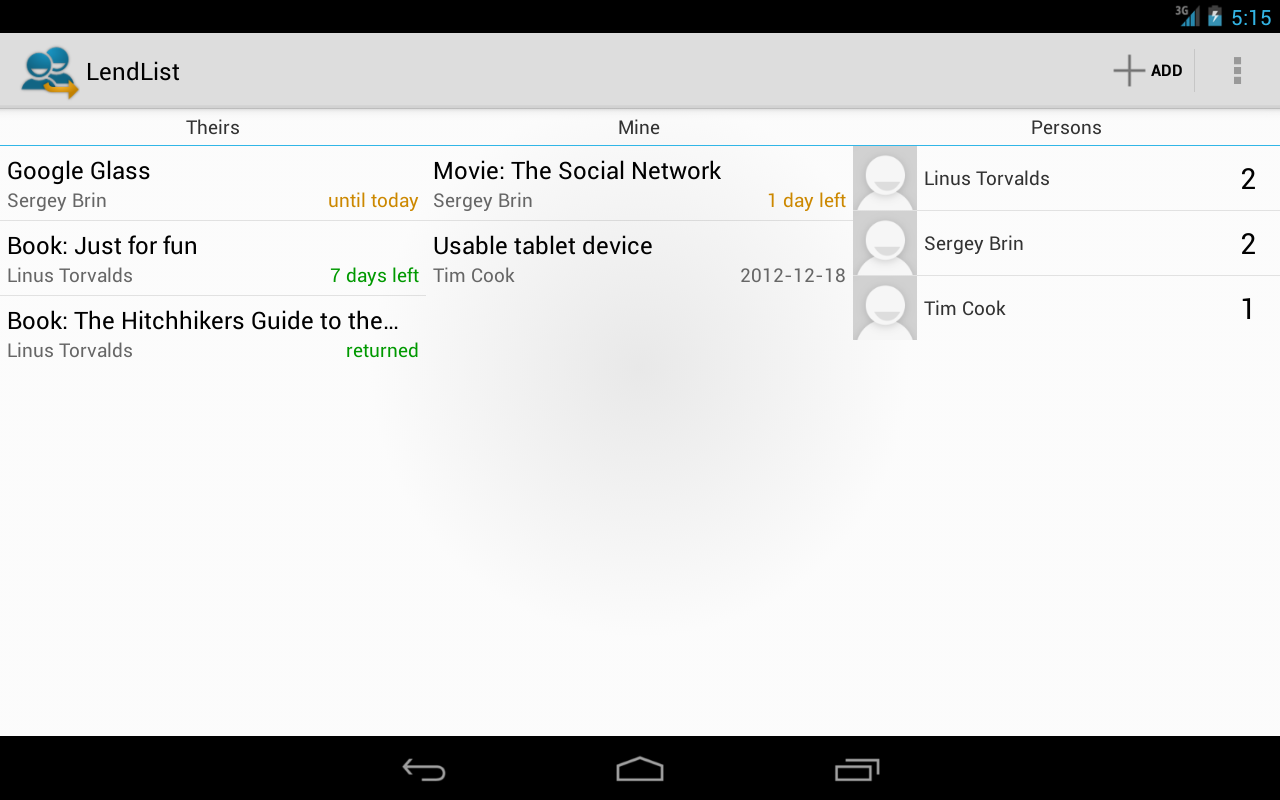 3G 5:15
LendList
ADD
Theirs
Mine
Persons
Google Glass
Sergey Brin until today
Book: Just for fun
Linus Torvalds 7 days left
Book: The Hitchhikers Guide to the…
Linus Torvalds returned
Movie: The Social Network
Sergey Brin 1 day left
Usable tablet device
Tim Cook 2012-12-18
Linus Torvalds 2
Sergey Brin 2
Tim Cook 1